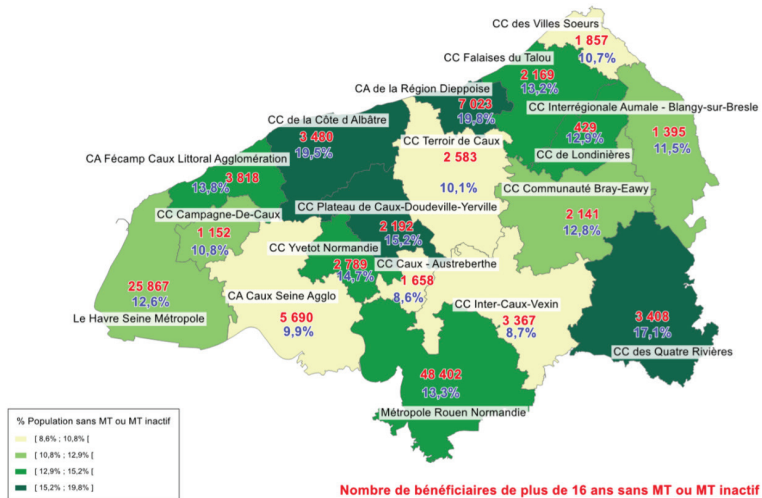 CC des Villes Soeurs
1 857
10,7%
CC Falaises du Talou
2 169
13,2%
CA de la Région Dieppoise
7 023
19,8%
CC Interrégionale Aumale - Blangy-sur-Bresle
1 395
11,5%
CC de la Côte d Albâtre
3 480
19,5%
429
12,9%
CC de Londinières
CC Terroir de Caux
2 583
10,1%
CA Fécamp Caux Littoral Agglomération
3 818
13,8%
CC Communauté Bray-Eawy
2 141
12,8%
CC Plateau de Caux-Doudeville-Yerville
2 192
15,2%
CC Campagne-De-Caux
1 152
10,8%
CC Yvetot Normandie
2 789
14,7%
CC Caux - Austreberthe
1 658
8,6%
25 867
12,6%
Le Havre Seine Métropole
CA Caux Seine Agglo
5 690
9,9%
CC Inter-Caux-Vexin
3 367
8,7%
3 408
17,1%
CC des Quatre Rivières
48 402
13,3%
Métropole Rouen Normandie
% Population sans MT ou MT inactif
[ 8,6% ; 10,8% [
[ 10,8% ; 12,9% [
[ 12,9% ; 15,2% [
[ 15,2% ; 19,8% ]
Nombre de bénéficiaires de plus de 16 ans sans MT ou MT inactif